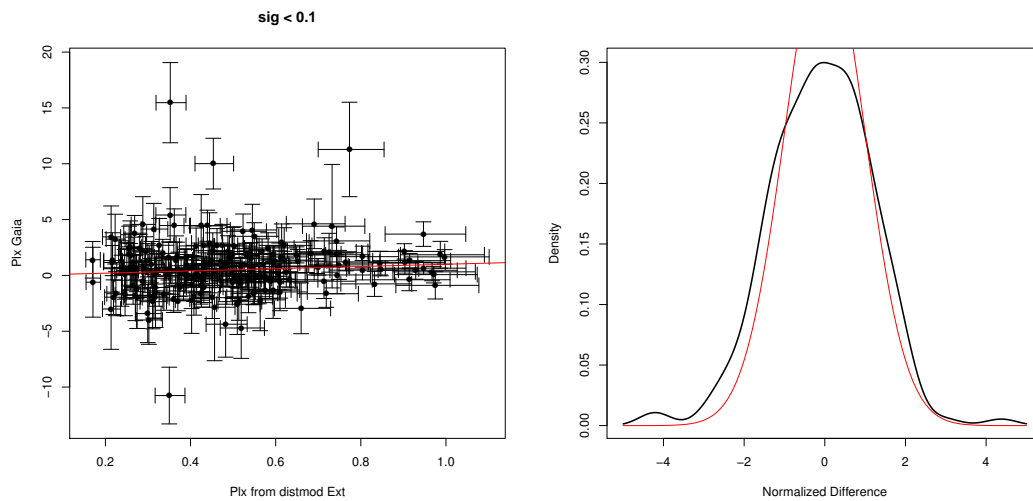 sig < 0.1
20
15
10
5
0
−5
−10
Plx Gaia
0.2 0.4 0.6 0.8 1.0
Plx from distmod Ext
0.30
0.25
0.20
0.15
0.10
0.05
0.00
Density
−4 −2 0 2 4
Normalized Difference